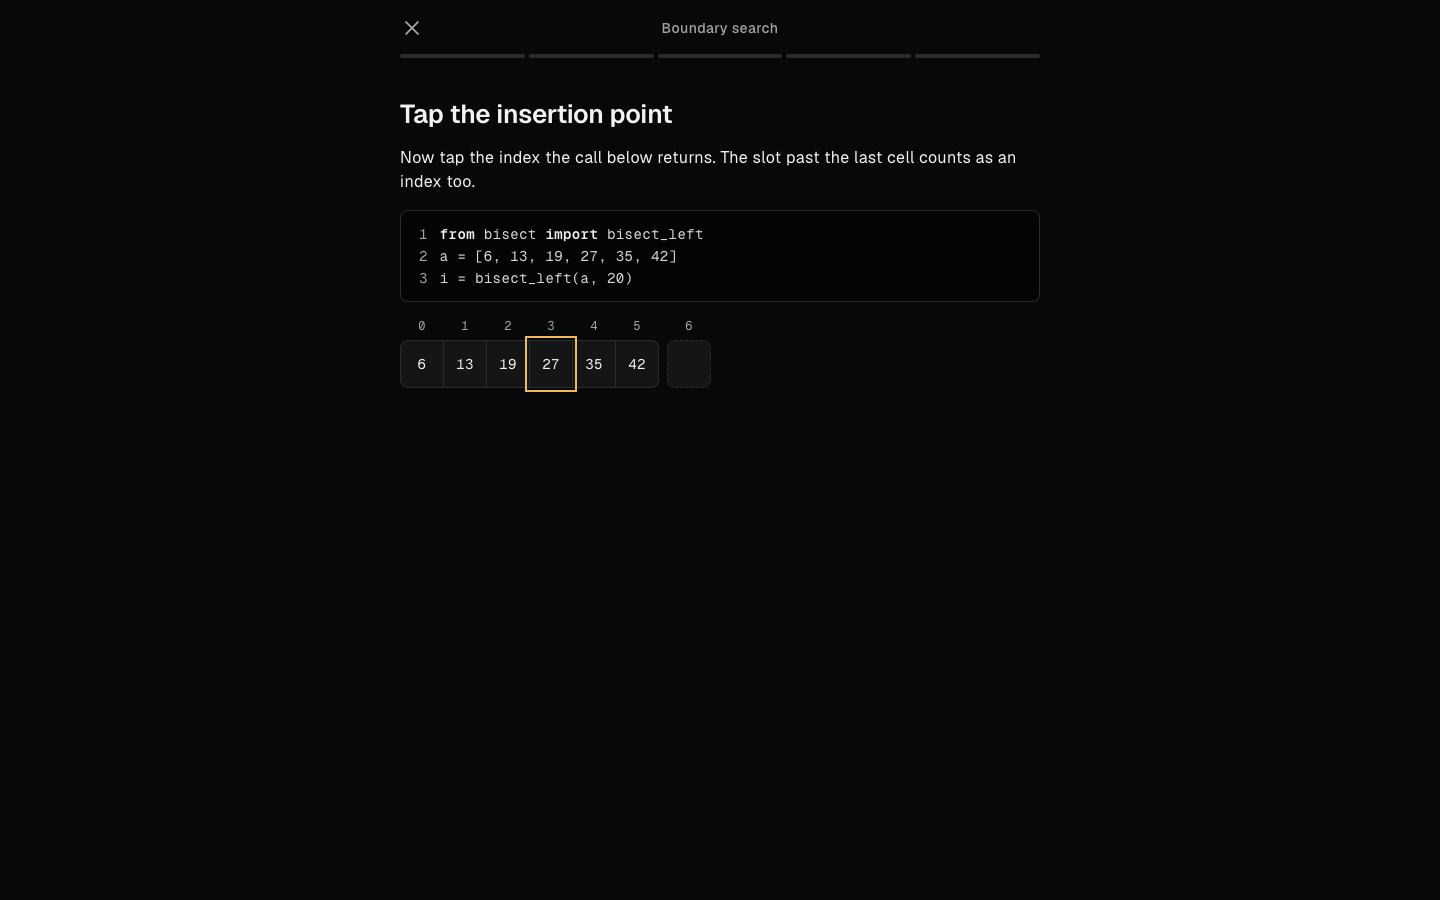 Boundary search
Tap the insertion point
Now tap the index the call below returns. The slot past the last cell counts as an
index too.
1 from bisect import bisect_left
2 a = [6, 13, 19, 27, 35, 42]
3 i = bisect_left(a, 20)
0 1 2 3 4 5 6
6 13 19 27 35 42